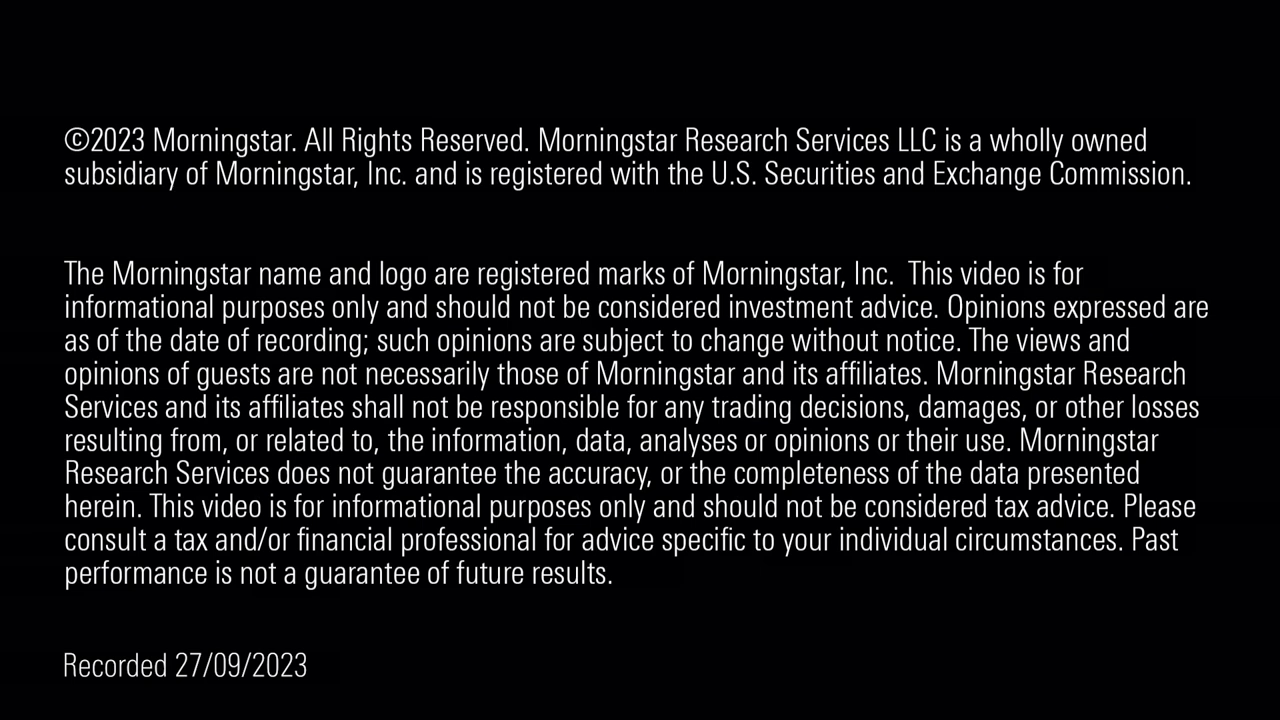 ©2023 Morningstar. All Rights Reserved. Morningstar Research Services LLC is a wholly owned
subsidiary of Morningstar, Inc. and is registered with the U.S. Securities and Exchange Commission.
The Morningstar name and logo are registered marks of Morningstar, Inc.  This video is for
informational purposes only and should not be considered investment advice. Opinions expressed are
as of the date of recording; such opinions are subject to change without notice. The views and
opinions of guests are not necessarily those of Morningstar and its affiliates. Morningstar Research
Services and its affiliates shall not be responsible for any trading decisions, damages, or other losses
resulting from, or related to, the information, data, analyses or opinions or their use. Morningstar
Research Services does not guarantee the accuracy, or the completeness of the data presented
herein. This video is for informational purposes only and should not be considered tax advice. Please
consult a tax and/or financial professional for advice specific to your individual circumstances. Past
performance is not a guarantee of future results.
Recorded 27/09/2023